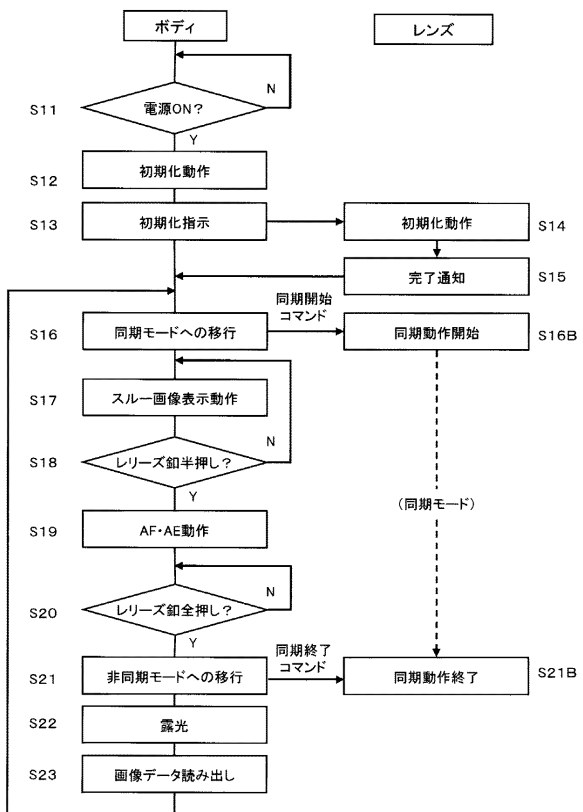 ボディ
レンズ
N
S11
電源ON?
Y
S12
初期化動作
S13
初期化指示
初期化動作
S14
完了通知
S15
同期開始
コマンド
S16
同期モードへの移行
同期動作開始
S16B
S17
スルー画像表示動作
N
S18
レリーズ釦半押し?
Y
(同期モード)
S19
AF・AE動作
N
S20
レリーズ釦全押し?
Y
同期終了
コマンド
S21
非同期モードへの移行
同期動作終了
S21B
S22
露光
S23
画像データ読み出し